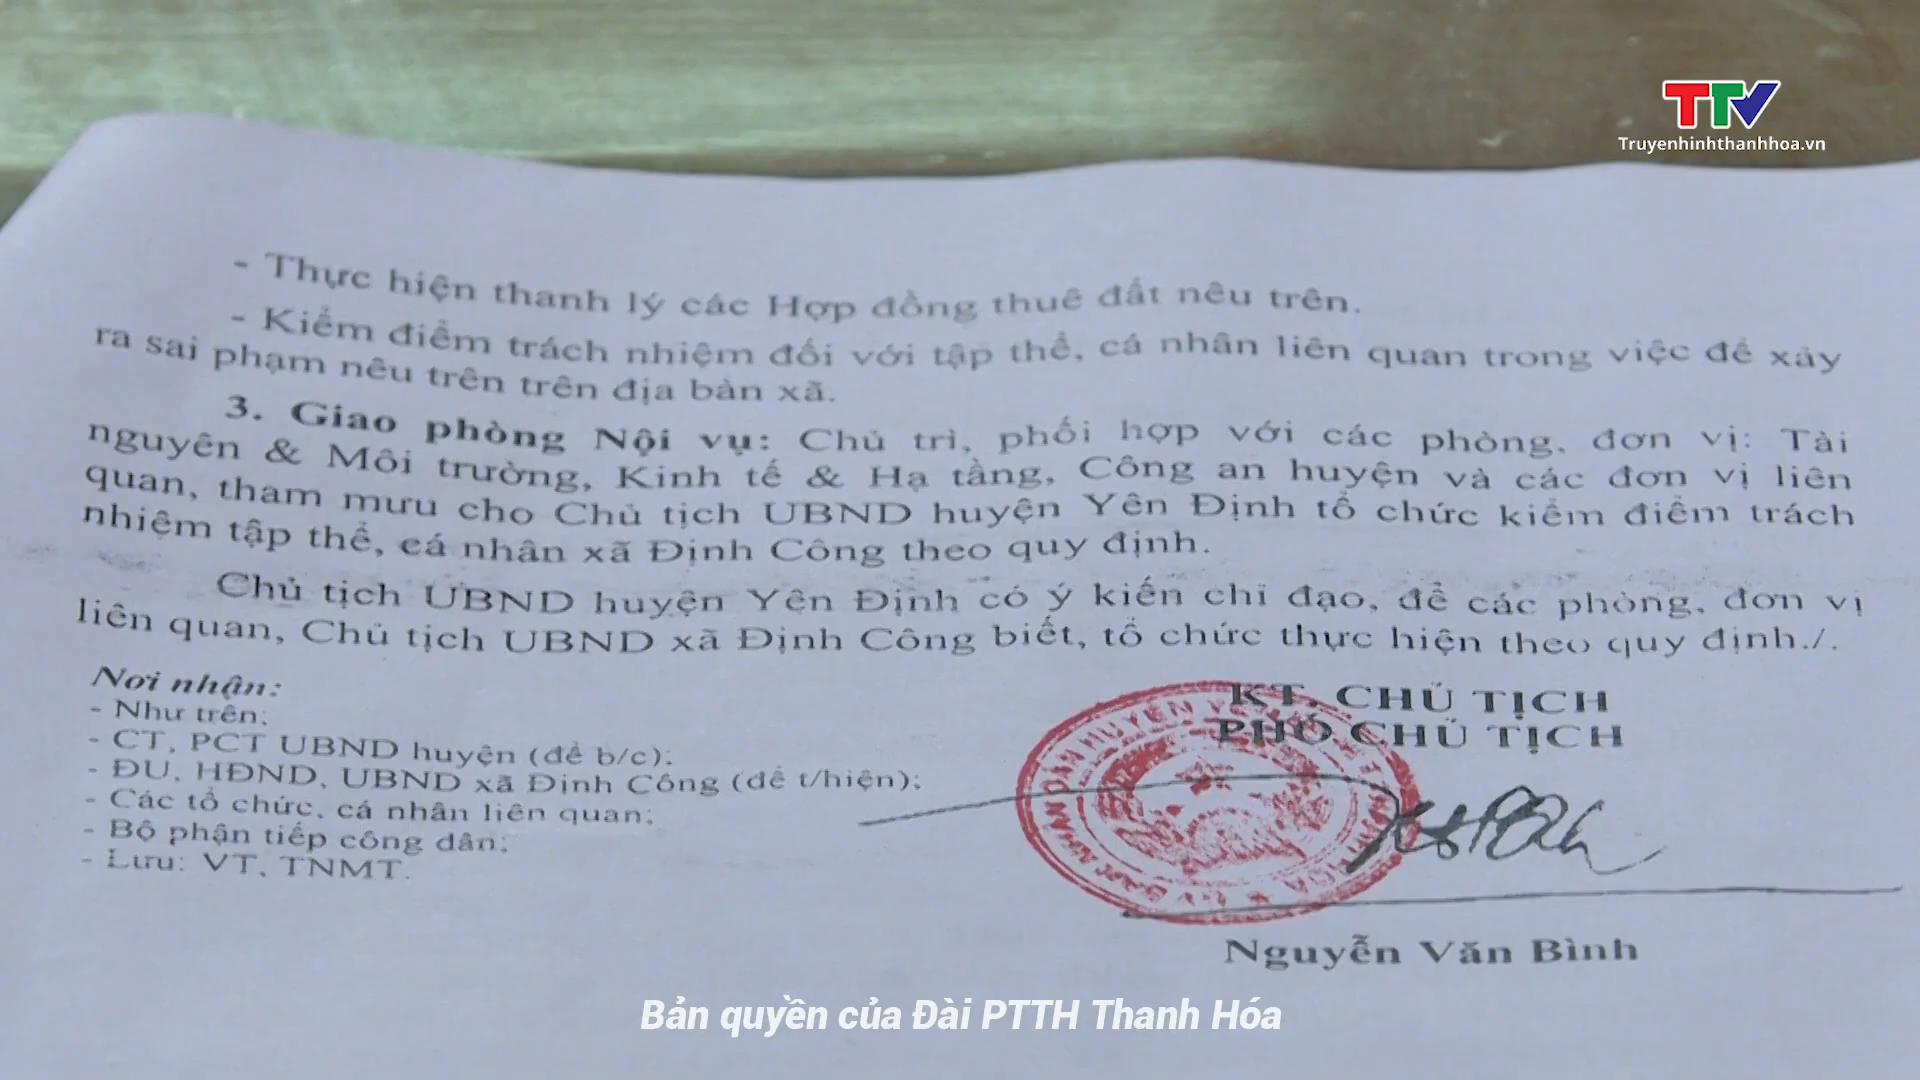 TTV
Truyenhinhthanhhoa.vn
- Thực hiện thanh lý các Hợp đồng thuê đất nêu trên.
- Kiểm điểm trách nhiệm đối với tập thể, cá nhân liên quan trong việc để xảy
ra sai phạm nêu trên trên địa bàn xã.
3. Giao phòng Nội vụ: Chủ trì, phối hợp với các phòng, đơn vị: Tài
nguyên & Môi trường, Kinh tế & Hạ tầng, Công an huyện và các đơn vị liên
quan, tham mưu cho Chủ tịch UBND huyện Yên Định tổ chức kiểm điểm trách
nhiệm tập thể, cá nhân xã Định Công theo quy định.
Chủ tịch UBND huyện Yên Định có ý kiến chỉ đạo, để các phòng, đơn vị
liên quan, Chủ tịch UBND xã Định Công biết, tổ chức thực hiện theo quy định./.
Nơi nhận:
- Như trên;
- CT, PCT UBND huyện (để b/c);
- ĐU, HĐND, UBND xã Định Công (để t/hiện);
- Các tổ chức, cá nhân liên quan;
- Bộ phận tiếp công dân;
- Lưu: VT, TNMT.
KT. CHỦ TỊCH
PHÓ CHỦ TỊCH
Nguyễn Văn Bình
Bản quyền của Đài PTTH Thanh Hóa